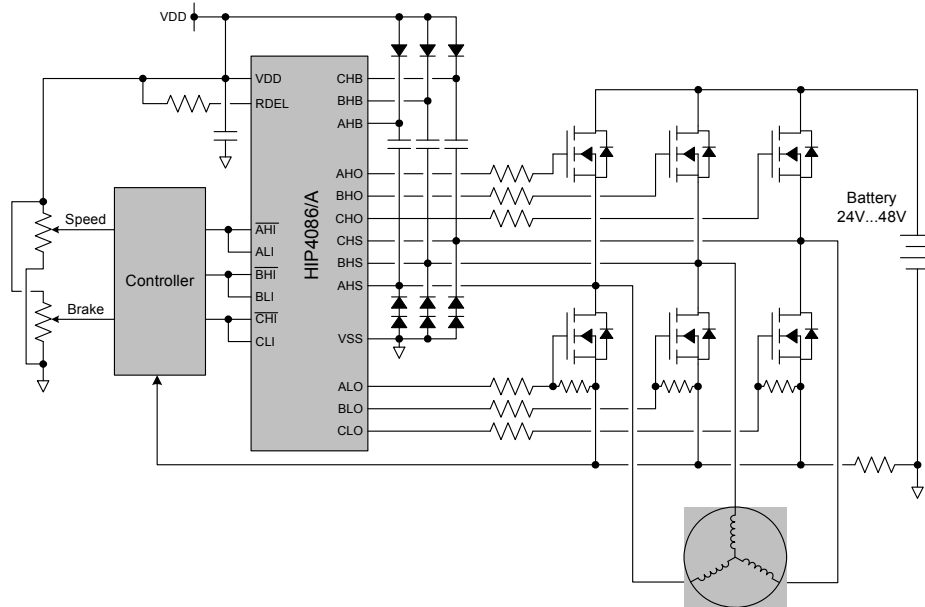 VDD
VDD
RDEL
CHB
BHB
AHB
AHO
BHO
CHO
CHS
BHS
AHS
VSS
ALO
BLO
CLO
HIP4086/A
AHI
ALI
BHI
BLI
CHI
CLI
Controller
Speed
Brake
Battery
24V...48V